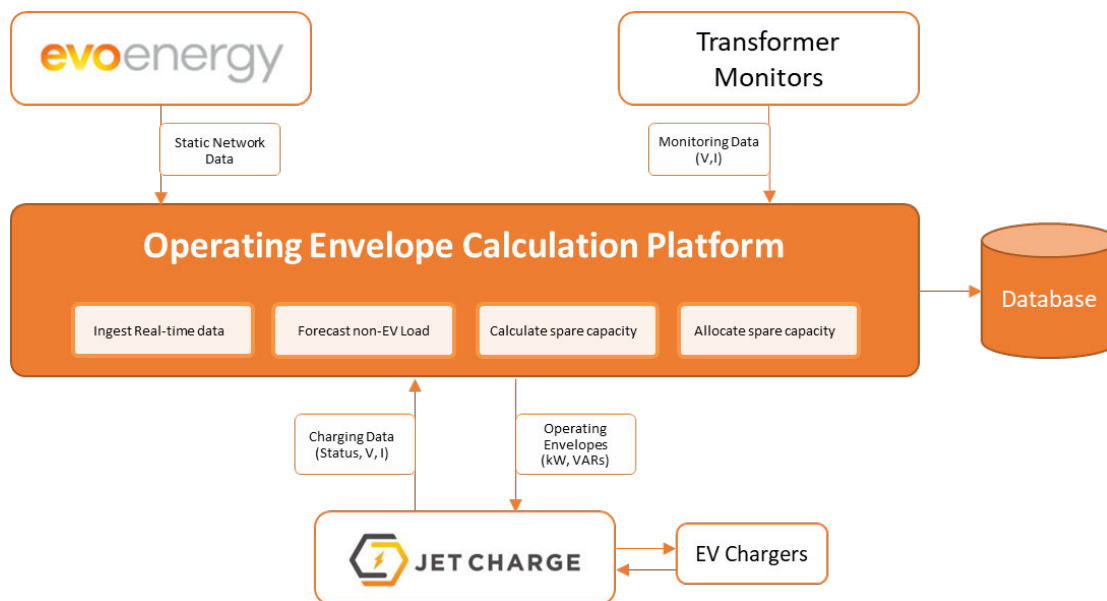 evoenergy
Transformer
Monitors
Static Network
Data
Monitoring Data
(V,I)
Operating Envelope Calculation Platform
Ingest Real-time data
Forecast non-EV Load
Calculate spare capacity
Allocate spare capacity
Database
Charging Data
(Status, V, I)
Operating
Envelopes
(kW, VARs)
JET CHARGE
EV Chargers